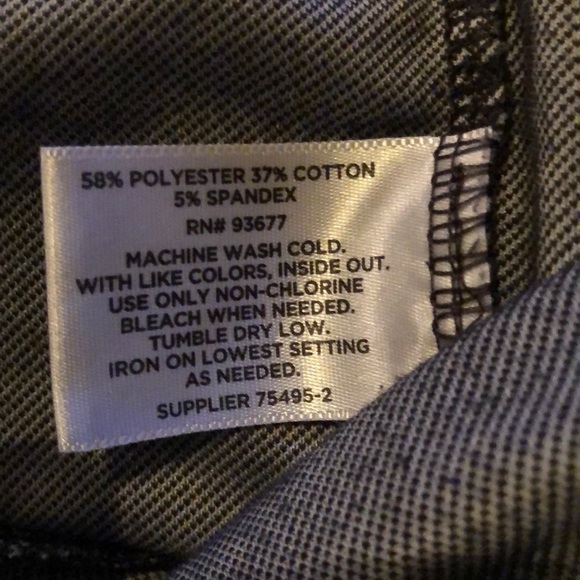 58% POLYESTER 37% COTTON
5% SPANDEX
RN# 93677
MACHINE WASH COLD.
WITH LIKE COLORS, INSIDE OUT.
USE ONLY NON-CHLORINE
BLEACH WHEN NEEDED.
TUMBLE DRY LOW.
IRON ON LOWEST SETTING
AS NEEDED.
SUPPLIER 75495-2